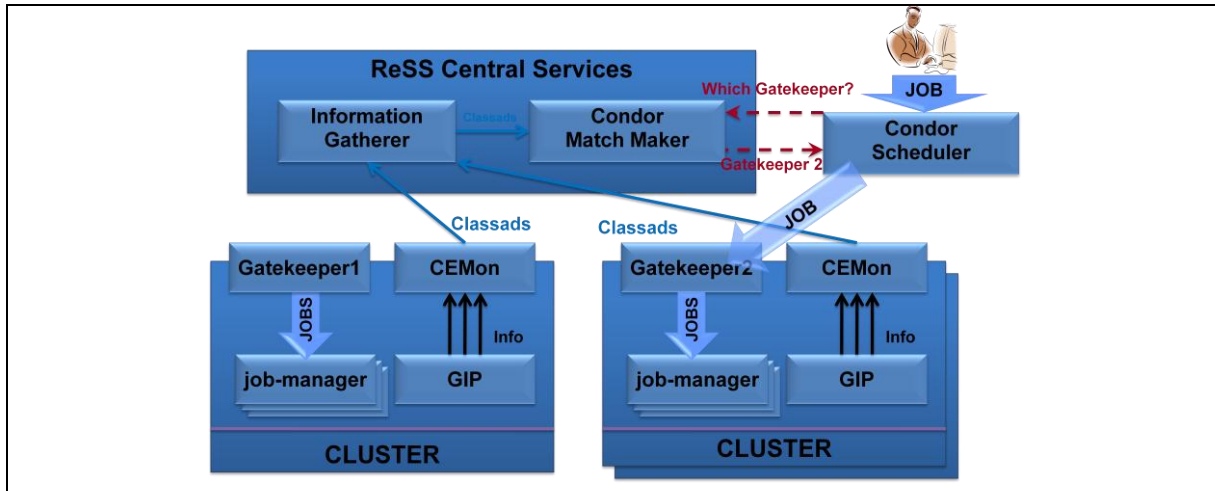 ReSS Central Services
Which Gatekeeper?
JOB
Information
Gatherer
Classads
Condor
Match Maker
Condor
Scheduler
Gatekeeper 2
JOB
Classads
Classads
Gatekeeper1
CEMon
Gatekeeper2
CEMon
JOBS
Info
JOBS
Info
job-manager
GIP
job-manager
GIP
CLUSTER
CLUSTER